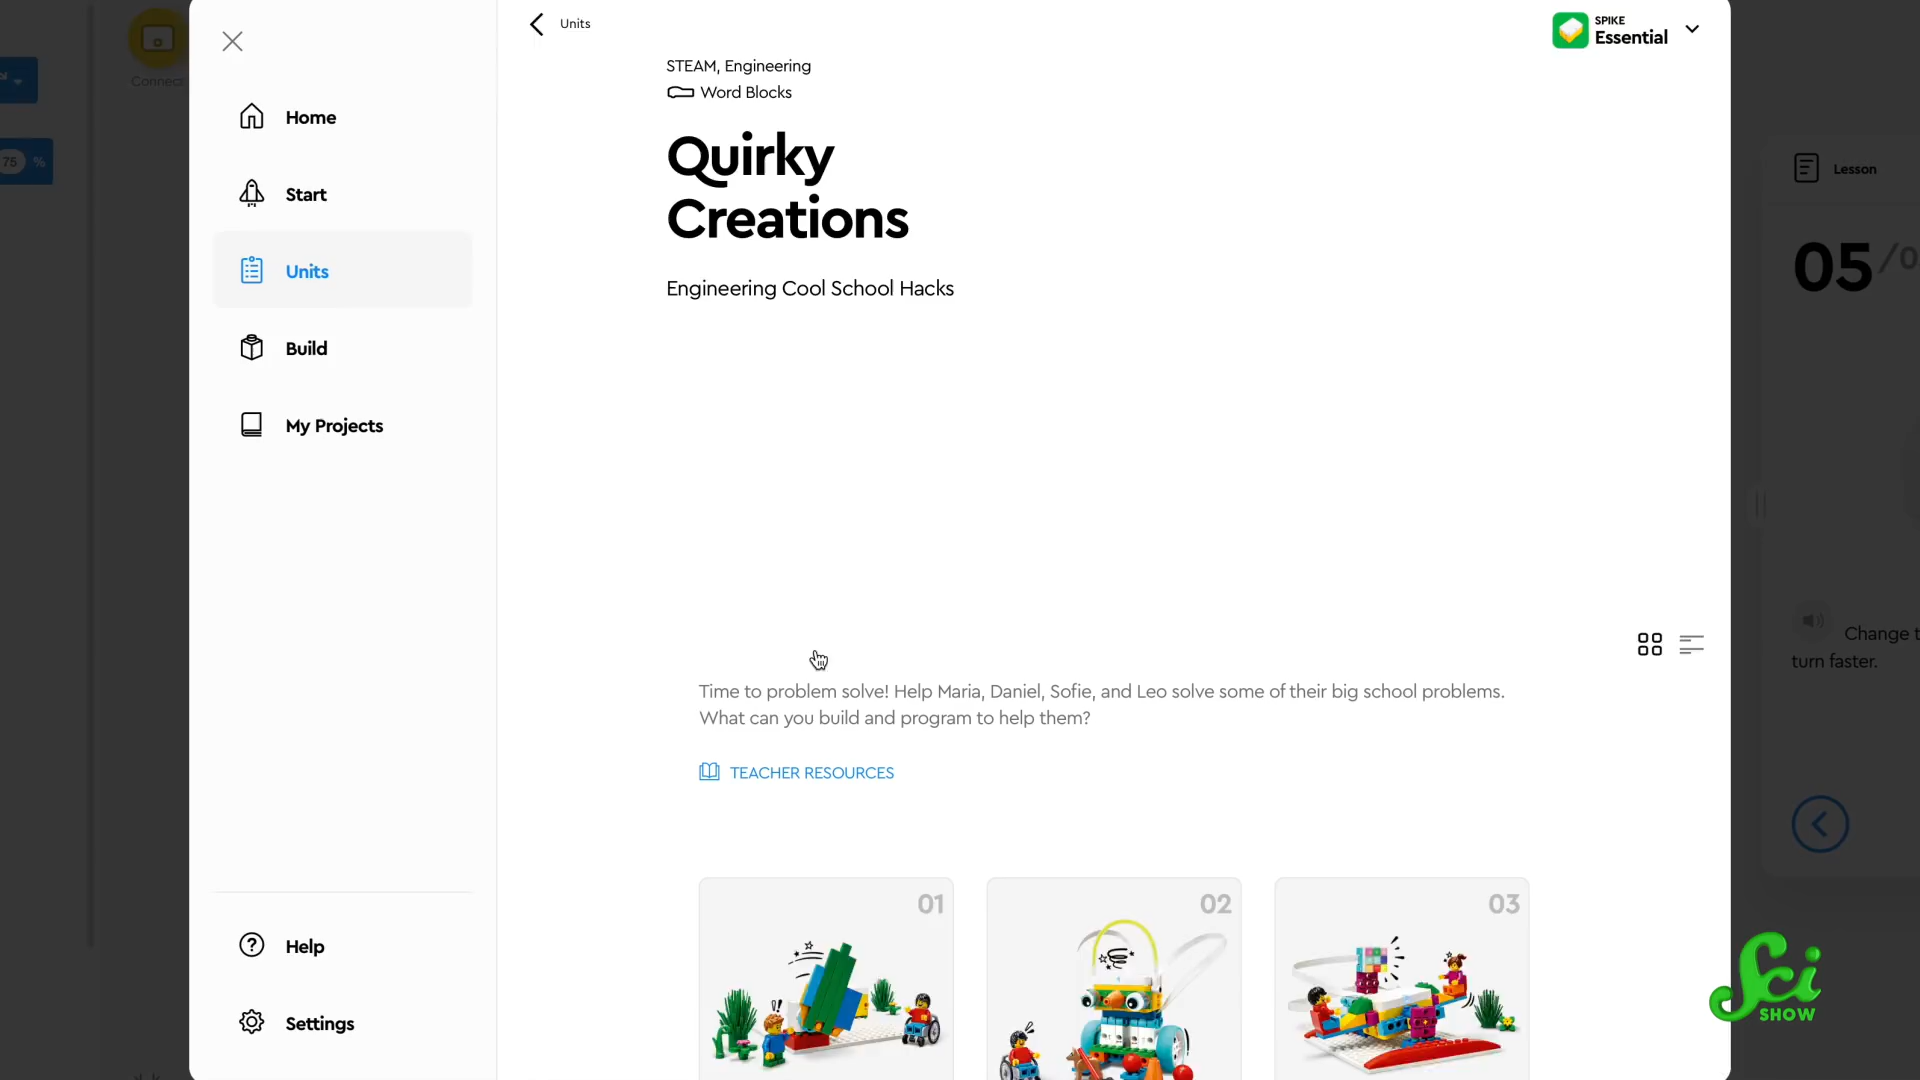 Units
SPIKE
Essential
Connect
STEAM, Engineering
Word Blocks
Home
Quirky
Creations
Start
Lesson
75 %
Units
05/0
Engineering Cool School Hacks
Build
My Projects
Change t
turn faster.
Time to problem solve! Help Maria, Daniel, Sofie, and Leo solve some of their big school problems.
What can you build and program to help them?
TEACHER RESOURCES
01
02
03
Help
Settings
Sci
SHOW